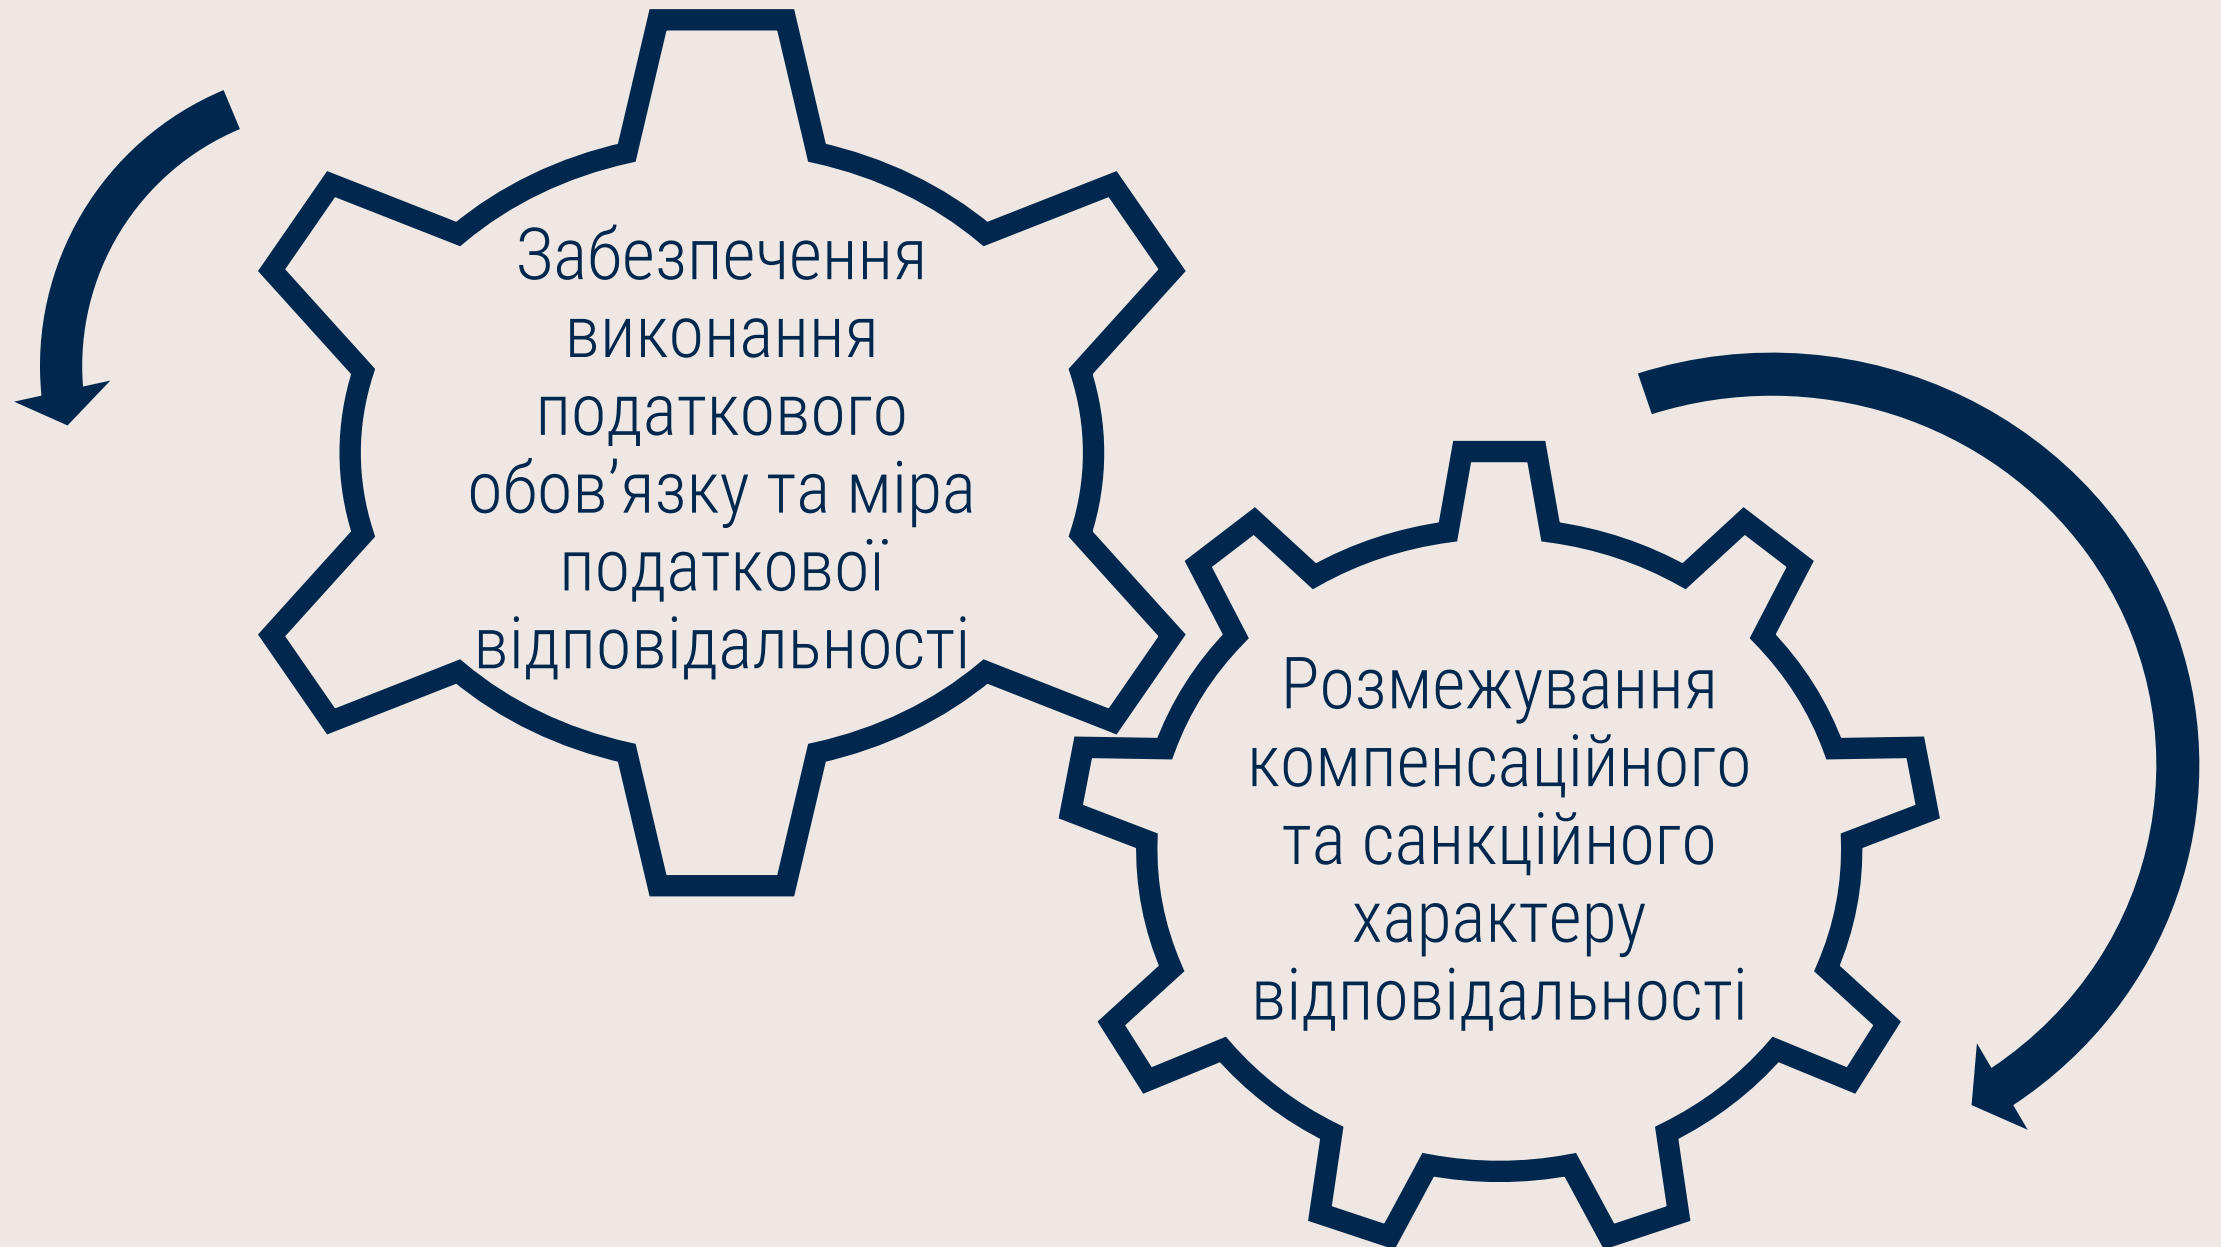 Забезпечення
виконання
податкового
обов’язку та міра
податкової
відповідальності
Розмежування
компенсаційного
та санкційного
характеру
відповідальності